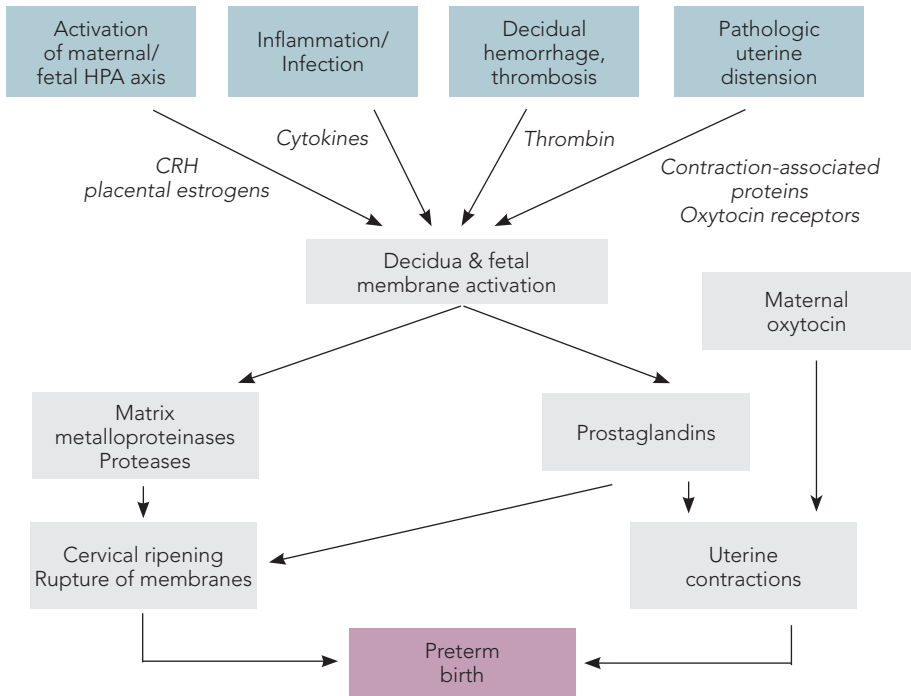 Activation
of maternal/
fetal HPA axis
Inflammation/
Infection
Decidual
hemorrhage,
thrombosis
Pathologic
uterine
distension
CRH
placental estrogens
Cytokines
Thrombin
Contraction-associated
proteins
Oxytocin receptors
Decidua & fetal
membrane activation
Maternal
oxytocin
Matrix
metalloproteinases
Proteases
Prostaglandins
Cervical ripening
Rupture of membranes
Uterine
contractions
Preterm
birth